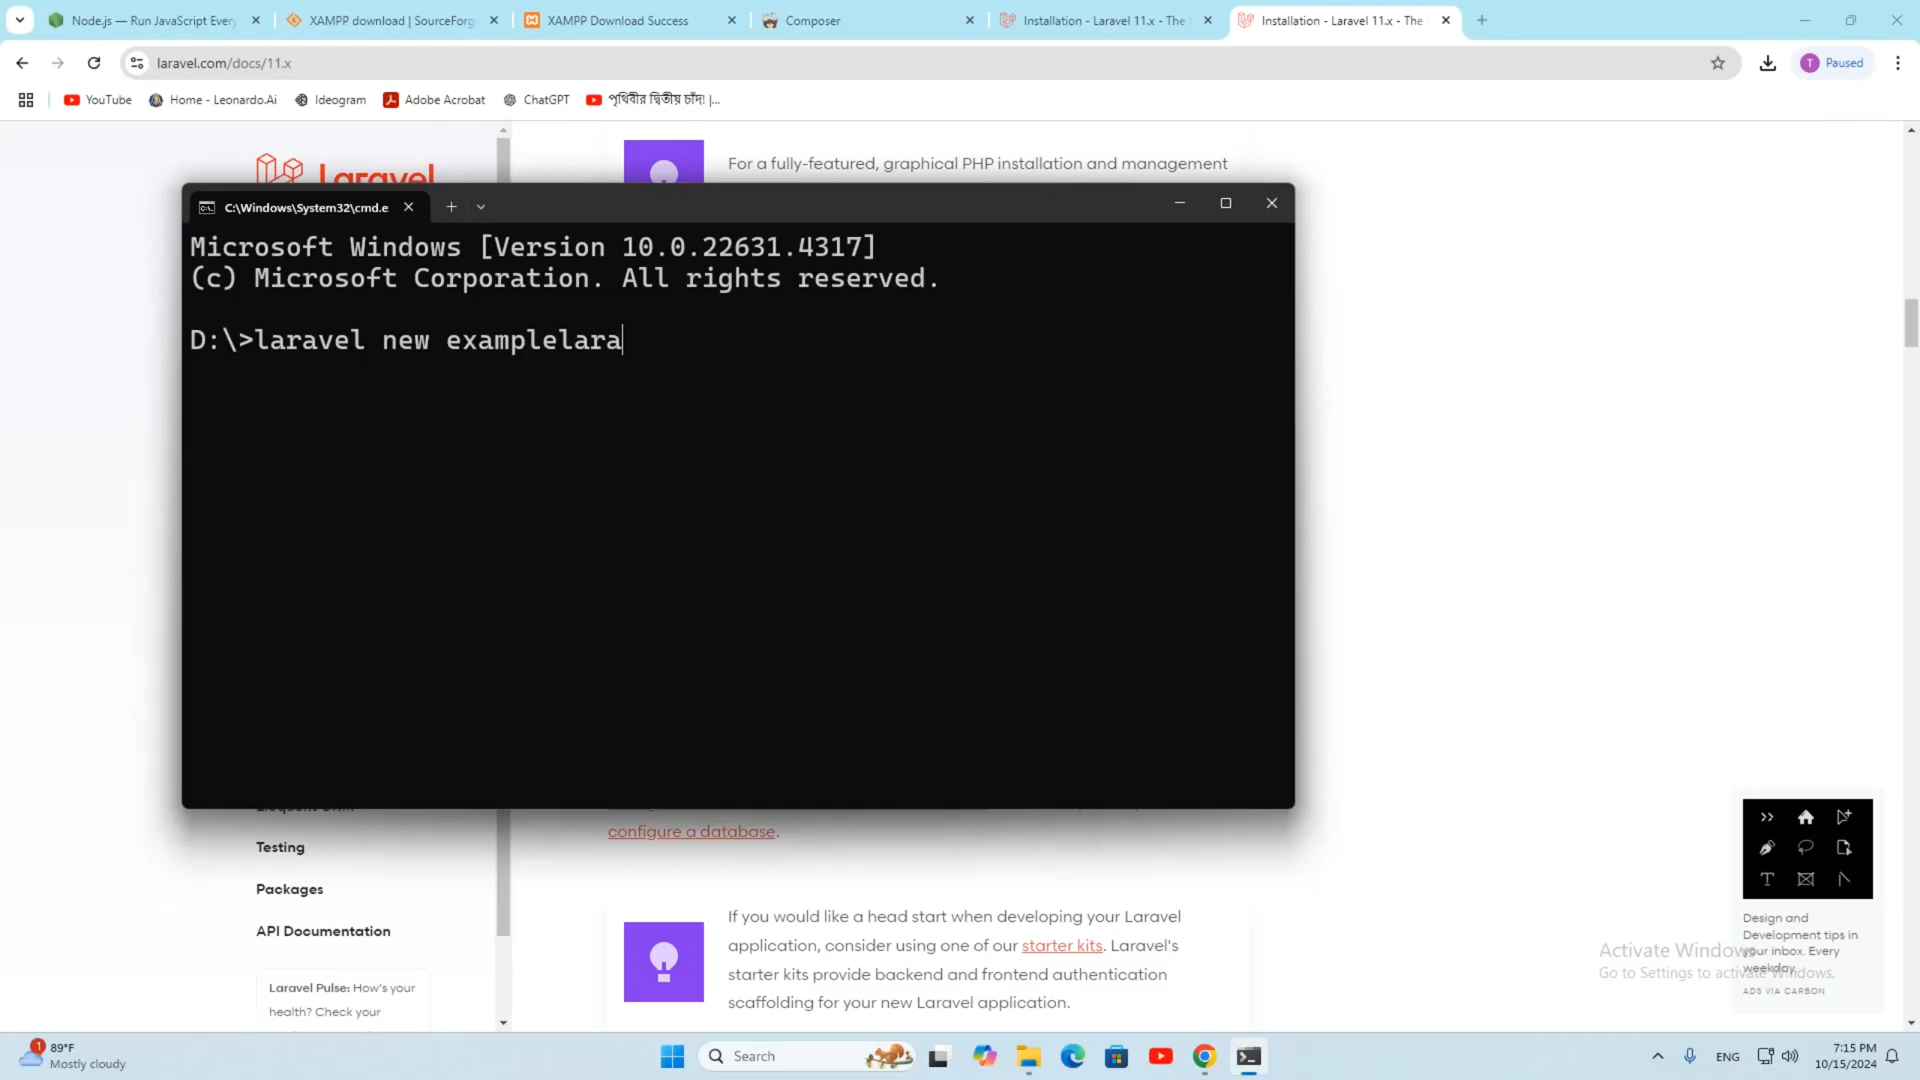 Node.js — Run JavaScript Every
XAMPP download | SourceForg
XAMPP Download Success
Composer
Installation - Laravel 11.x - The
Installation - Laravel 11.x - The
laravel.com/docs/11.x
T
Paused
YouTube
Home - Leonardo.Ai
Ideogram
Adobe Acrobat
ChatGPT
পৃথিবীর দ্বিতীয় চাঁদ! |...
Laravel
For a fully-featured, graphical PHP installation and management
C:\Windows\System32\cmd.e
Microsoft Windows [Version 10.0.22631.4317]
(c) Microsoft Corporation. All rights reserved.
D:\>laravel new examplelara
configure a database.
Testing
Packages
API Documentation
Laravel Pulse: How's your
health? Check your
If you would like a head start when developing your Laravel
application, consider using one of our starter kits. Laravel's
starter kits provide backend and frontend authentication
scaffolding for your new Laravel application.
Design and
Development tips in
your inbox. Every
weekday.
ADS VIA CARBON
Activate Windows
Go to Settings to activate Windows.
1
89°F
Mostly cloudy
Search
ENG
7:15 PM
10/15/2024